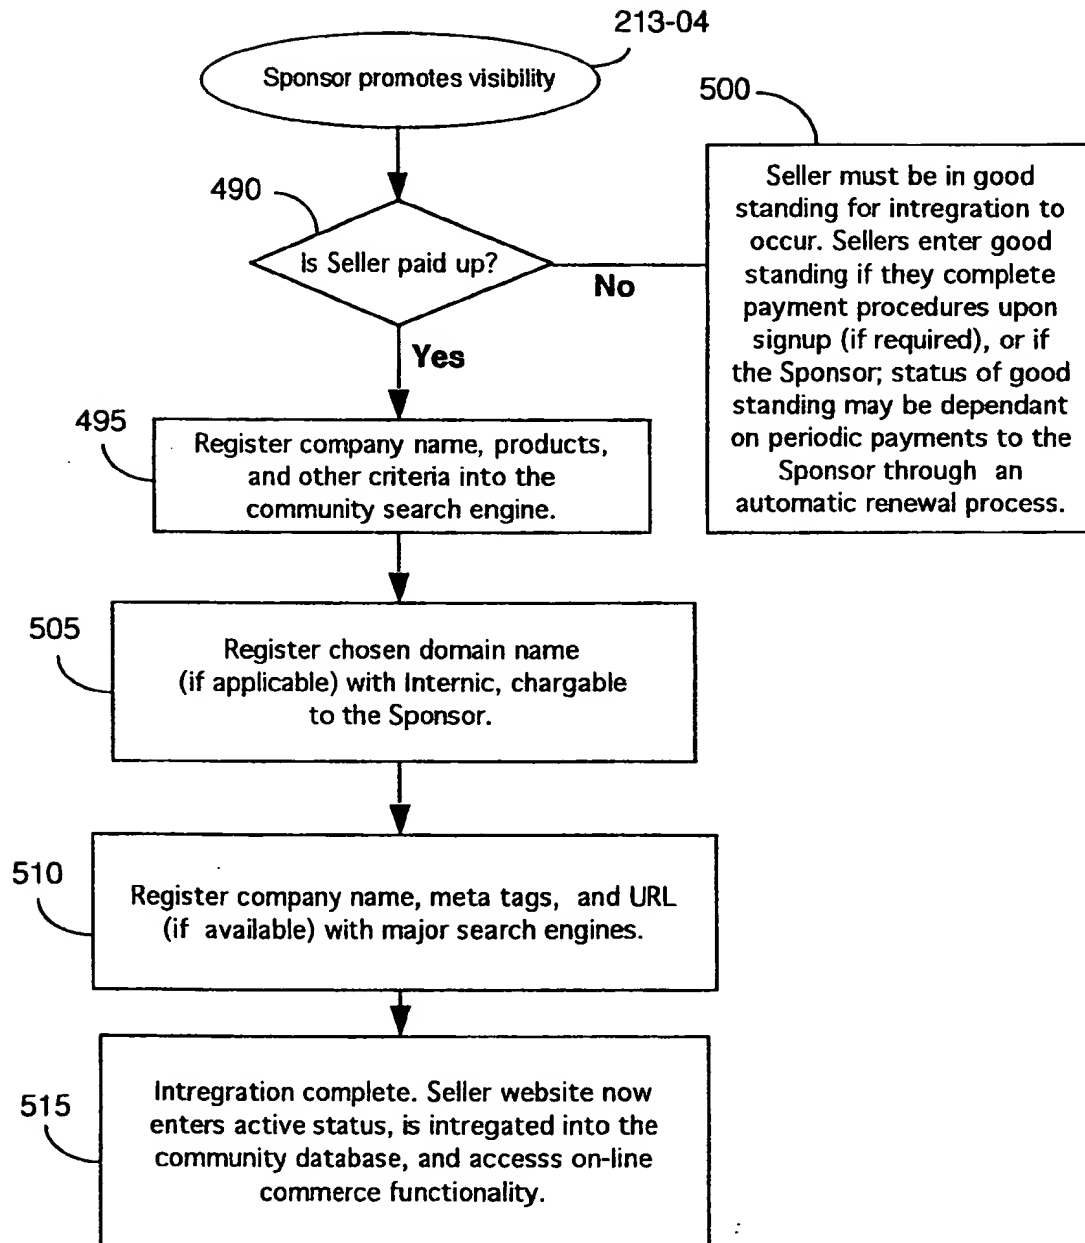 213-04
Sponsor promotes visibility
500
490
Is Seller paid up?
No
Seller must be in good
standing for intregration to
occur. Sellers enter good
standing if they complete
payment procedures upon
signup (if required), or if
the Sponsor; status of good
standing may be dependant
on periodic payments to the
Sponsor through an
automatic renewal process.
Yes
495
Register company name, products,
and other criteria into the
community search engine.
505
Register chosen domain name
(if applicable) with Internic, chargable
to the Sponsor.
510
Register company name, meta tags, and URL
(if available) with major search engines.
515
Intregration complete. Seller website now
enters active status, is intregated into the
community database, and accesss on-line
commerce functionality.